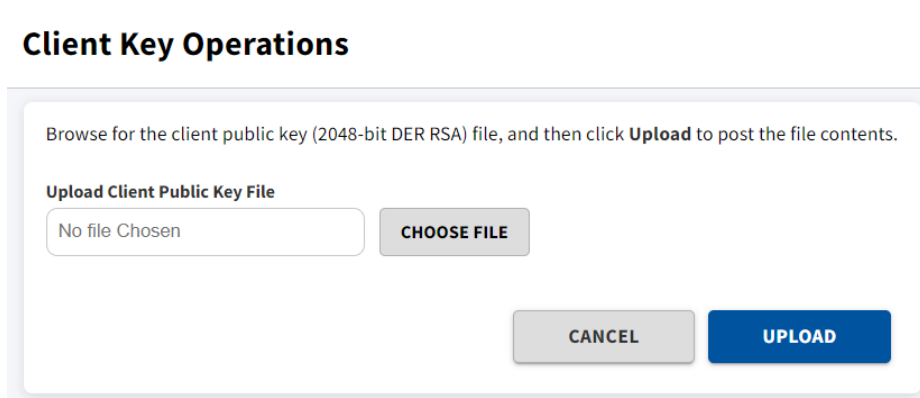 Client Key Operations
Browse for the client public key (2048-bit DER RSA) file, and then click Upload to post the file contents.
Upload Client Public Key File
No file Chosen
CHOOSE FILE
CANCEL
UPLOAD